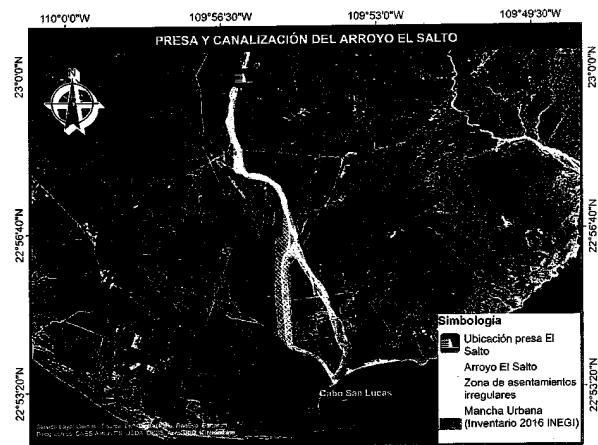 110°0'0"W
109°56'30"W
109°53'0"W
109°49'30"W
PRESA Y CANALIZACIÓN DEL ARROYO EL SALTO
23°0'0"N
23°0'0"N
22°56'40"N
22°56'40"N
22°53'20"N
22°53'20"N
Cabo San Lucas
Simbología
Ubicación presa El
Salto
Arroyo El Salto
Zona de asentamientos
irregulares
Mancha Urbana
(Inventario 2016 INEGI)